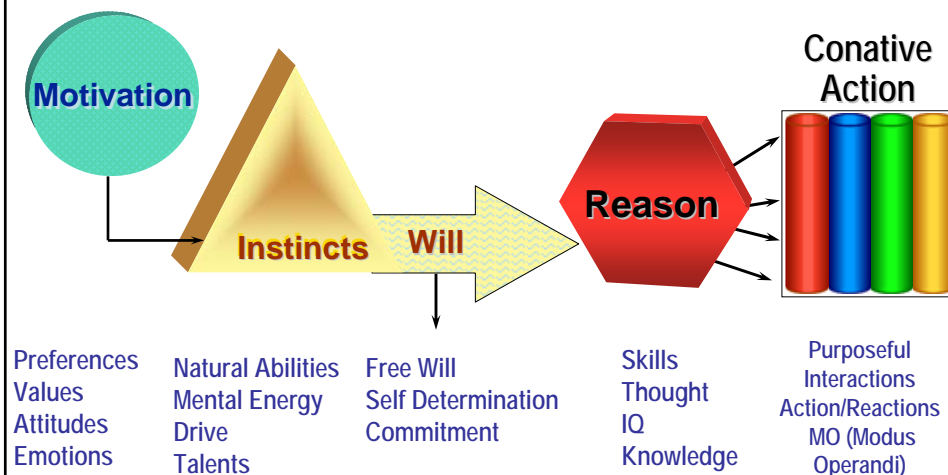 Motivation
Instincts
Will
Reason
Conative
Action
Preferences
Values
Attitudes
Emotions
Natural Abilities
Mental Energy
Drive
Talents
Free Will
Self Determination
Commitment
Skills
Thought
IQ
Knowledge
Purposeful
Interactions
Action/Reactions
MO (Modus
Operandi)